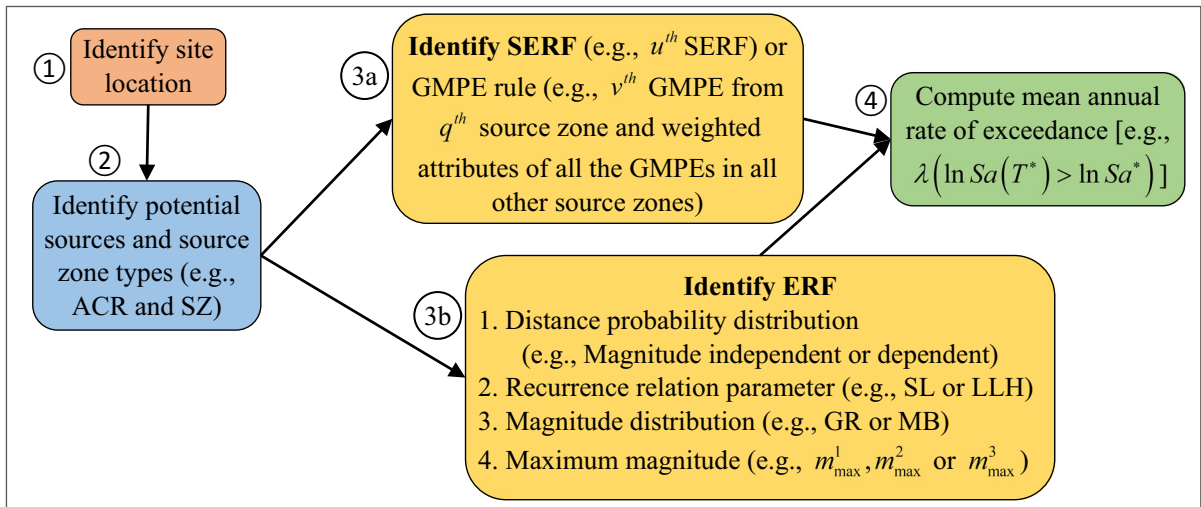 ①
Identify site
location
②
Identify potential
sources and source
zone types (e.g.,
ACR and SZ)
3a
Identify SERF (e.g., uᵗʰ SERF) or
GMPE rule (e.g., vᵗʰ GMPE from
qᵗʰ source zone and weighted
attributes of all the GMPEs in all
other source zones)
3b
Identify ERF
1. Distance probability distribution
(e.g., Magnitude independent or dependent)
2. Recurrence relation parameter (e.g., SL or LLH)
3. Magnitude distribution (e.g., GR or MB)
4. Maximum magnitude (e.g., m¹max, m²max or m³max)
④
Compute mean annual
rate of exceedance [e.g.,
λ(ln Sa(T*) > ln Sa*)]